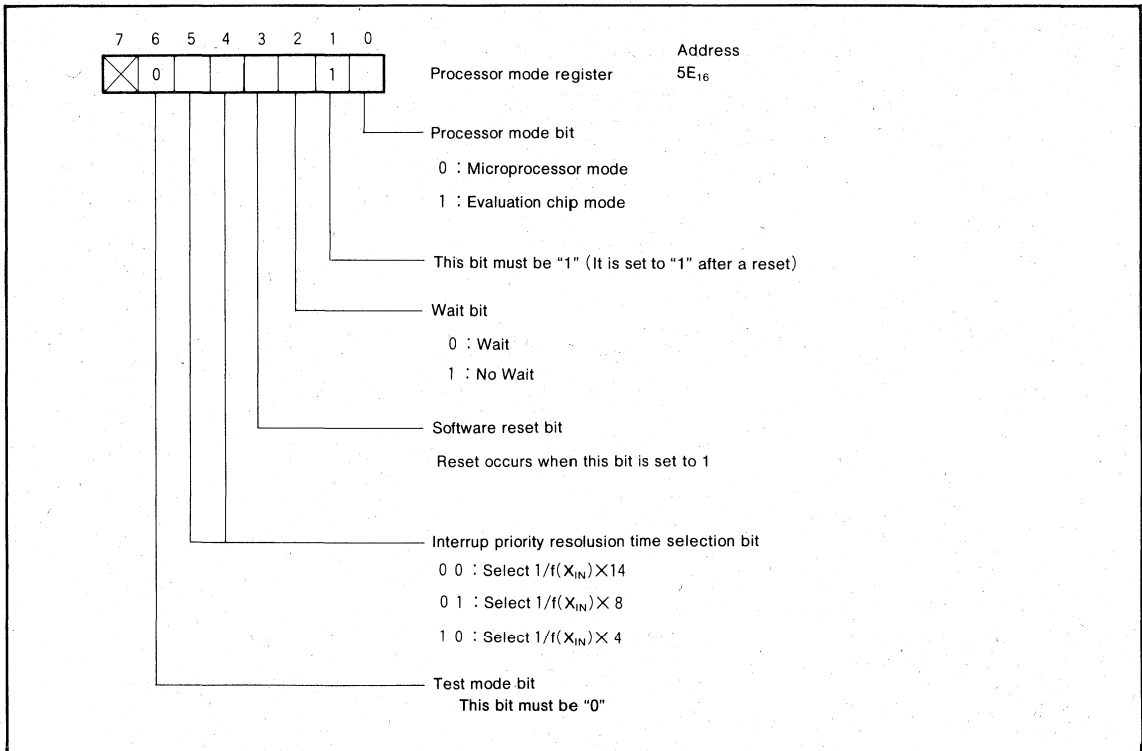 7 6 5 4 3 2 1 0
0 1
Processor mode register
Address
5E₁₆
Processor mode bit
0 : Microprocessor mode
1 : Evaluation chip mode
This bit must be “1” (It is set to “1” after a reset)
Wait bit
0 : Wait
1 : No Wait
Software reset bit
Reset occurs when this bit is set to 1
Interrup priority resolusion time selection bit
0 0 : Select 1/f(X_IN)×14
0 1 : Select 1/f(X_IN)× 8
1 0 : Select 1/f(X_IN)× 4
Test mode bit
This bit must be “0”